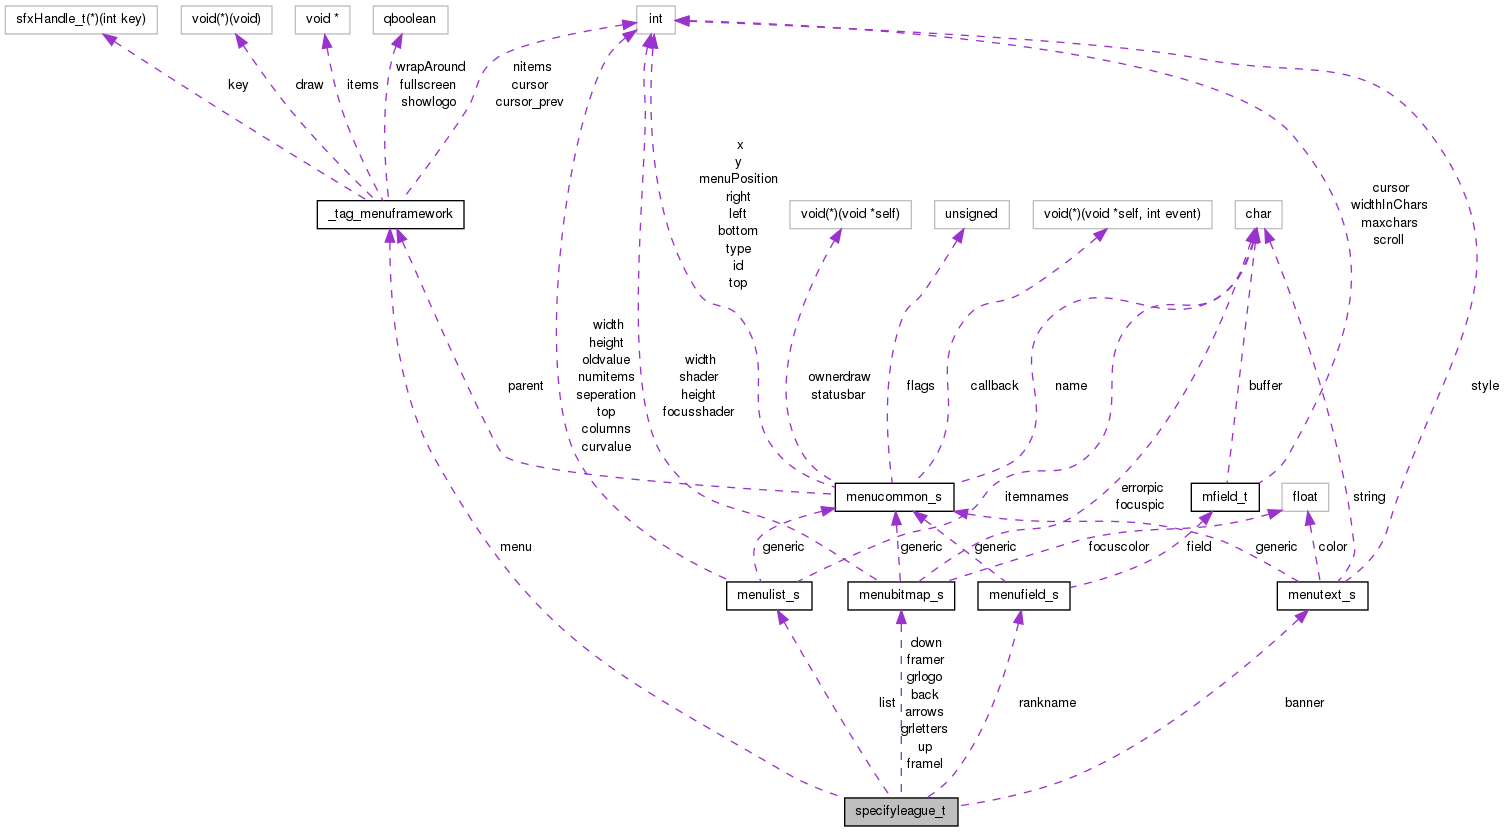 sfxHandle_t(*)(int key)
void(*)(void)
void *
qboolean
int
key
draw
items
wrapAround
fullscreen
showlogo
nitems
cursor
cursor_prev
x
y
menuPosition
right
left
bottom
type
id
top
cursor
widthInChars
maxchars
scroll
_tag_menuframework
void(*)(void *self)
unsigned
void(*)(void *self, int event)
char
width
height
oldvalue
numitems
seperation
top
columns
curvalue
width
shader
height
focusshader
parent
ownerdraw
statusbar
flags
callback
name
buffer
style
menucommon_s
itemnames
errorpic
focuspic
mfield_t
float
string
menu
generic
generic
generic
focuscolor
field
generic
color
menulist_s
menubitmap_s
menufield_s
menutext_s
list
down
framer
grlogo
back
arrows
grletters
up
framel
rankname
banner
specifyleague_t